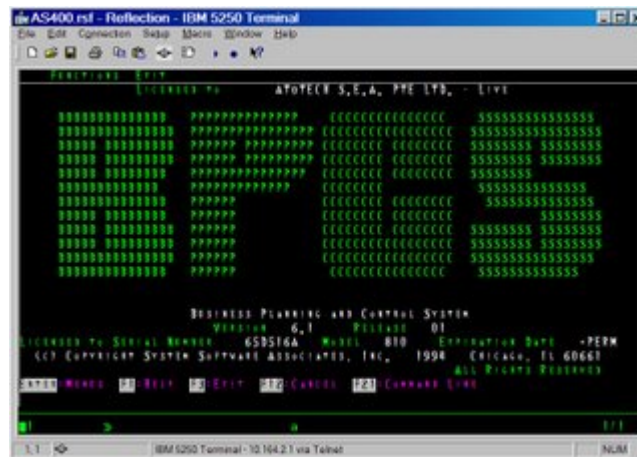 AS400.rsf - Reflection - IBM 5250 Terminal
File Edit Connection Setup Macro Window Help
Functions Exit
Licensed to ATOTECH S.E.A. PTE LTD. - Live
BPCS
Business Planning and Control System
Version 6.1 Release 01
Licensed to Serial Number 65D516A Model 810 Expiration Date *PERM
(C) Copyright System Software Associates, Inc. 1998 Chicago, IL 60661
All Rights Reserved
ENTER=Menus F1=Help F3=Exit F12=Cancel F21=Command Line
a 1/1
1, 1 IBM 5250 Terminal - 10.164.2.1 via Telnet NUM